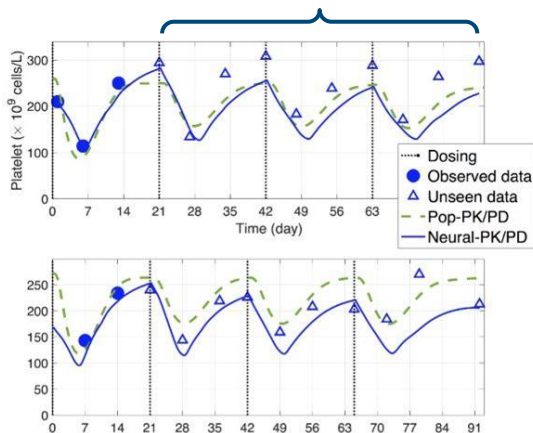 300
200
100
0
Platelet (× 10⁹ cells/L)
0 7 14 21 28 35 42 49 56 63
Time (day)
Dosing
Observed data
Unseen data
Pop-PK/PD
Neural-PK/PD
250
200
150
100
50
0
0 7 14 21 28 35 42 49 56 63 70 77 84 91